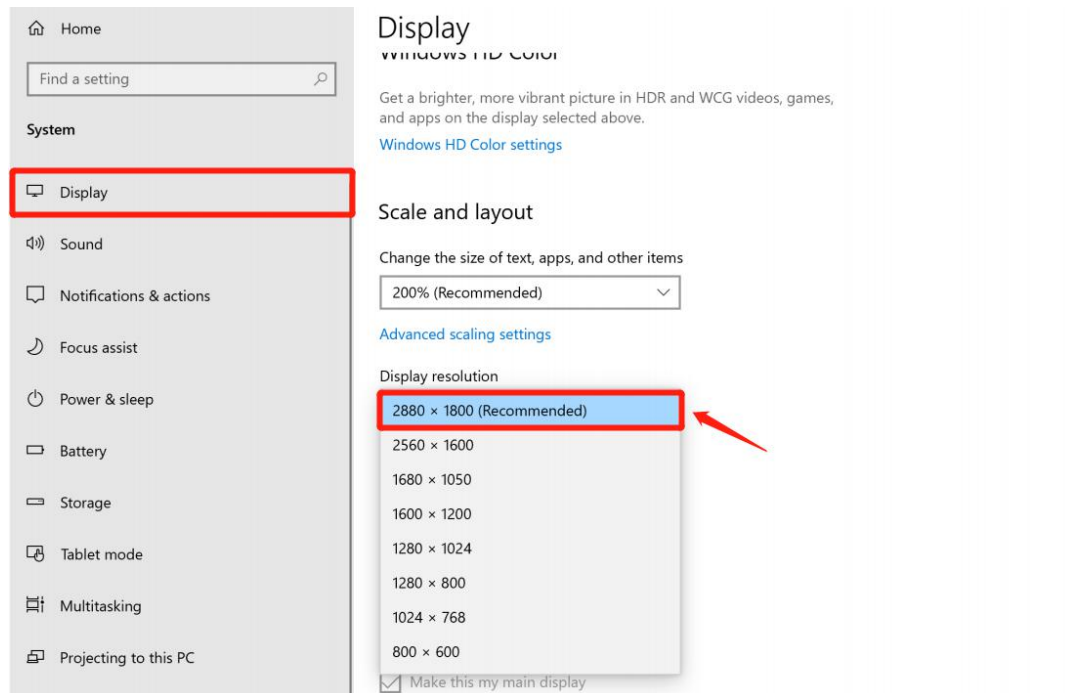 Home
Find a setting
System
Display
Sound
Notifications & actions
Focus assist
Power & sleep
Battery
Storage
Tablet mode
Multitasking
Projecting to this PC
Display
Windows HD Color
Get a brighter, more vibrant picture in HDR and WCG videos, games,
and apps on the display selected above.
Windows HD Color settings
Scale and layout
Change the size of text, apps, and other items
200% (Recommended)
Advanced scaling settings
Display resolution
2880 × 1800 (Recommended)
2560 × 1600
1680 × 1050
1600 × 1200
1280 × 1024
1280 × 800
1024 × 768
800 × 600
Make this my main display